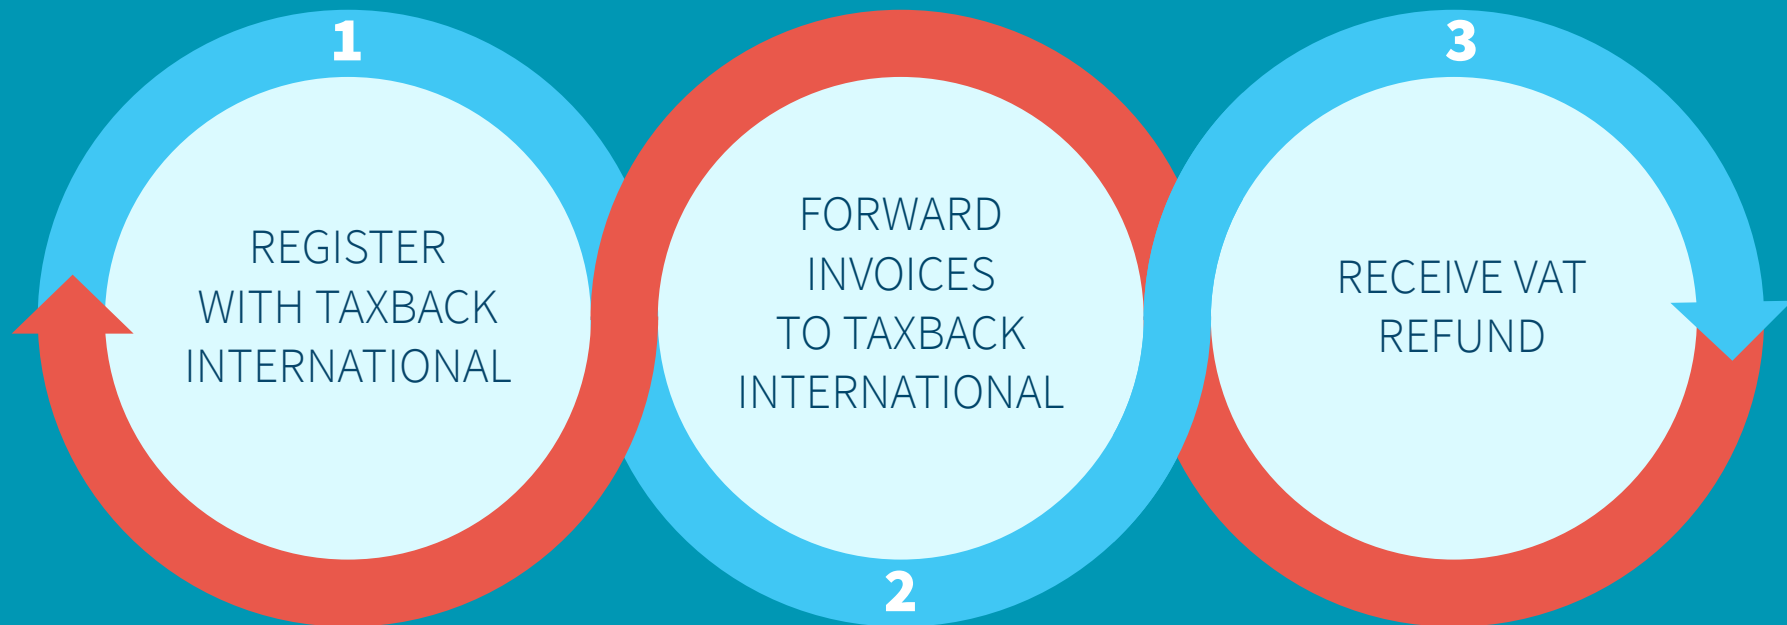 1
REGISTER
WITH TAXBACK
INTERNATIONAL
2
FORWARD
INVOICES
TO TAXBACK
INTERNATIONAL
3
RECEIVE VAT
REFUND